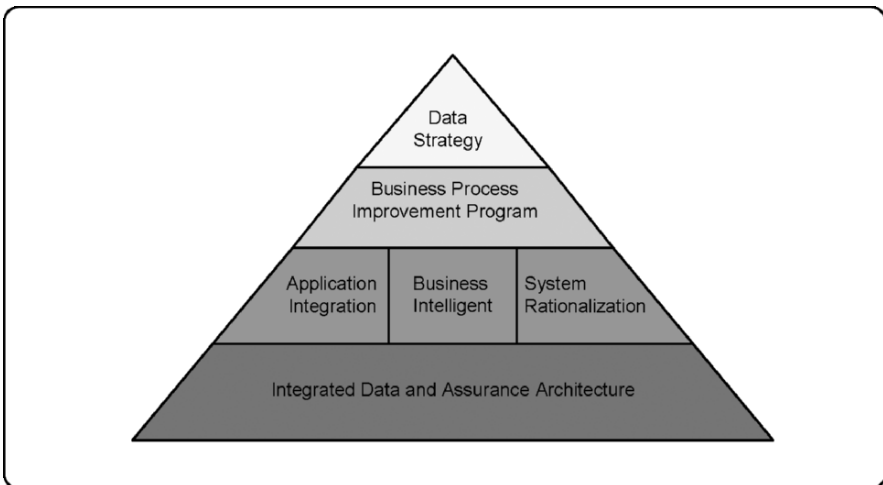 Data
Strategy
Business Process
Improvement Program
Application
Integration
Business
Intelligent
System
Rationalization
Integrated Data and Assurance Architecture